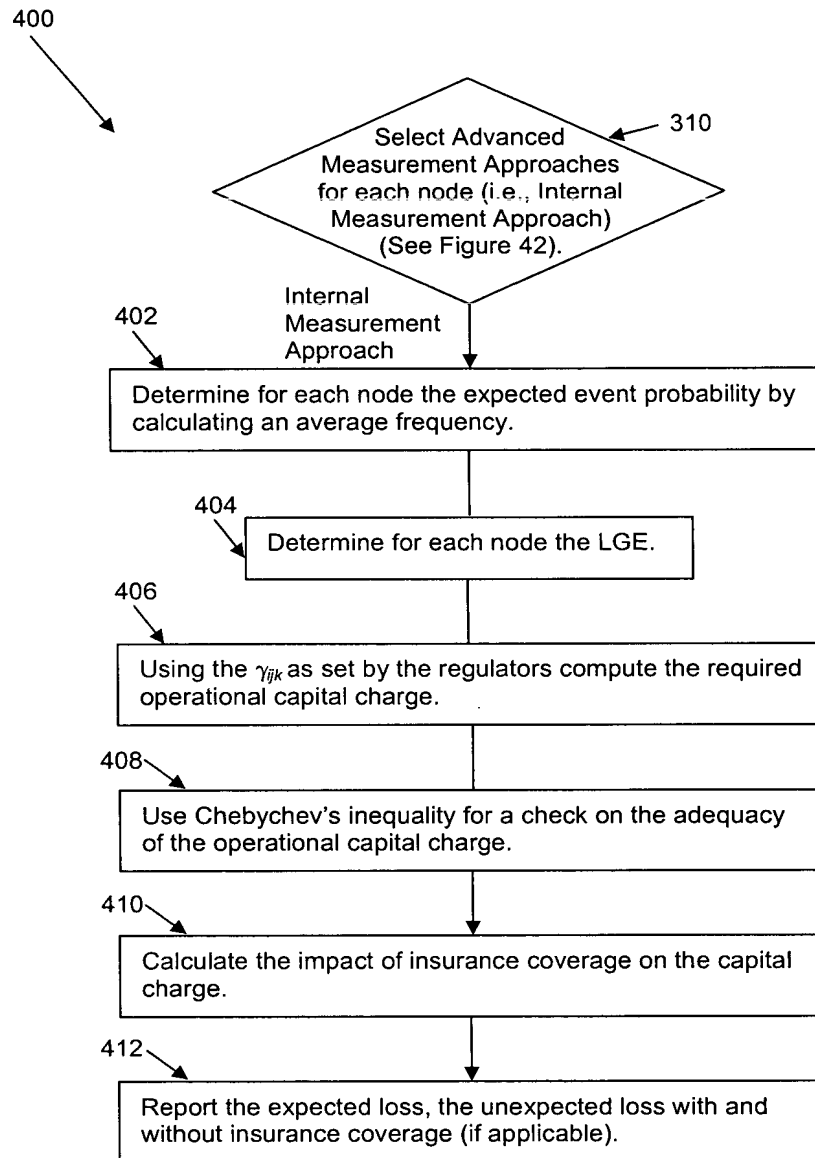 400
310
Select Advanced
Measurement Approaches
for each node (i.e., Internal
Measurement Approach)
(See Figure 42).
Internal
Measurement
Approach
402
Determine for each node the expected event probability by
calculating an average frequency.
404
Determine for each node the LGE.
406
Using the γijk as set by the regulators compute the required
operational capital charge.
408
Use Chebychev's inequality for a check on the adequacy
of the operational capital charge.
410
Calculate the impact of insurance coverage on the capital
charge.
412
Report the expected loss, the unexpected loss with and
without insurance coverage (if applicable).